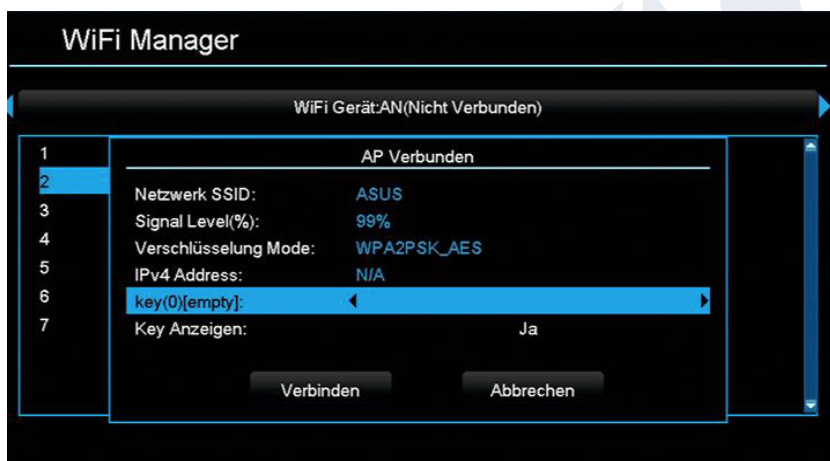 WiFi Manager
WiFi Gerät:AN(Nicht Verbunden)
1
2
3
4
5
6
7
AP Verbunden
Netzwerk SSID: ASUS
Signal Level(%): 99%
Verschlüsselung Mode: WPA2PSK_AES
IPv4 Address: N/A
key(0)[empty]:
Key Anzeigen: Ja
Verbinden Abbrechen